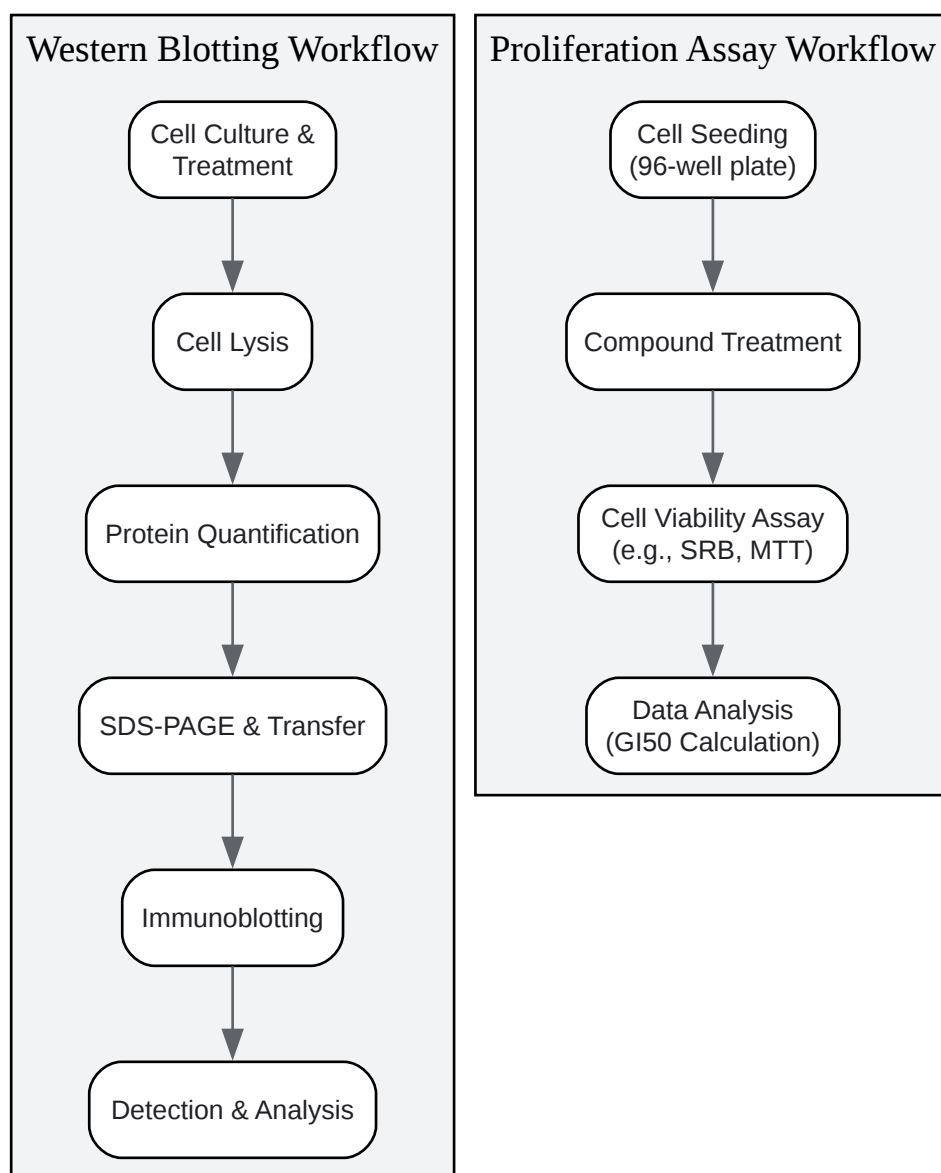 Western Blotting Workflow
Cell Culture &
Treatment
Cell Lysis
Protein Quantification
SDS-PAGE & Transfer
Immunoblotting
Detection & Analysis
Proliferation Assay Workflow
Cell Seeding
(96-well plate)
Compound Treatment
Cell Viability Assay
(e.g., SRB, MTT)
Data Analysis
(GI50 Calculation)